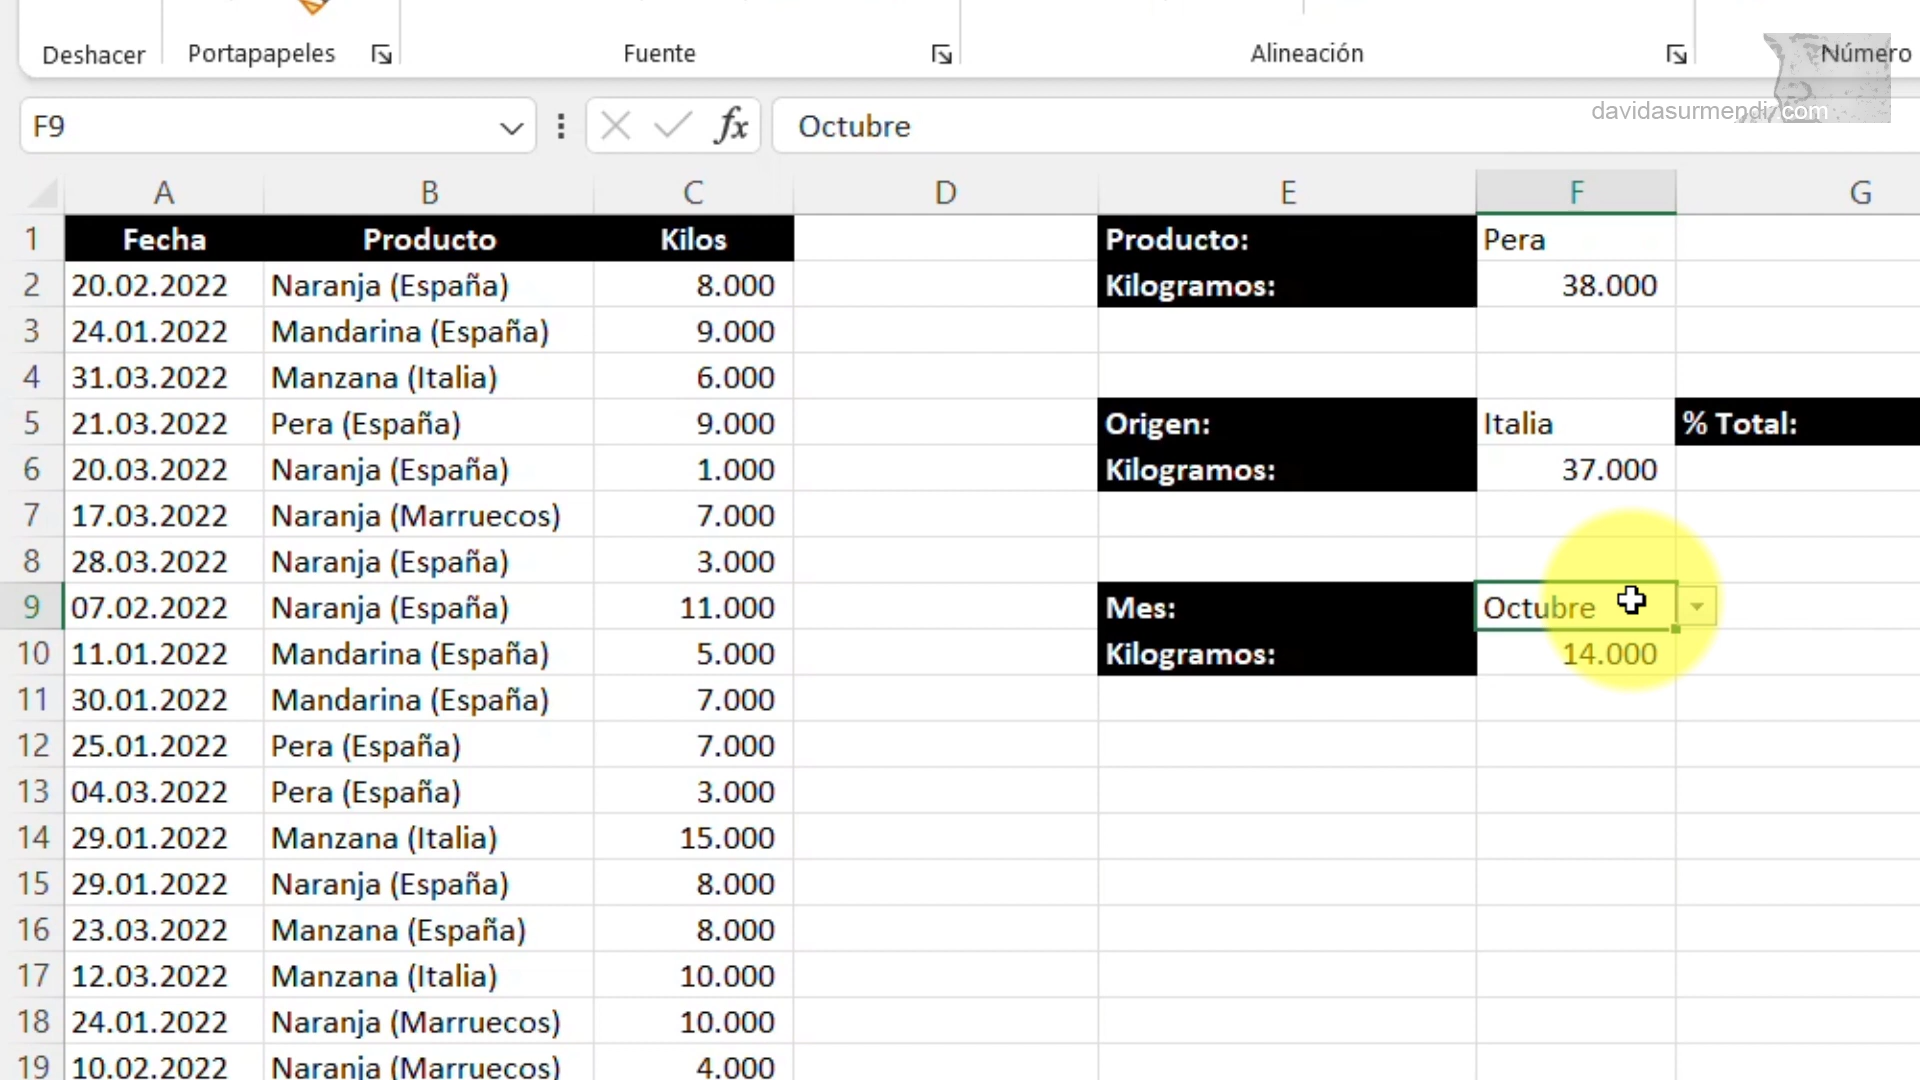 Deshacer Portapapeles Fuente Alineación Número
davidasurmendi.com
F9 fx Octubre
A B C D E F G
1 Fecha Producto Kilos Producto: Pera
2 20.02.2022 Naranja (España) 8.000 Kilogramos: 38.000
3 24.01.2022 Mandarina (España) 9.000
4 31.03.2022 Manzana (Italia) 6.000
5 21.03.2022 Pera (España) 9.000 Origen: Italia % Total:
6 20.03.2022 Naranja (España) 1.000 Kilogramos: 37.000
7 17.03.2022 Naranja (Marruecos) 7.000
8 28.03.2022 Naranja (España) 3.000
9 07.02.2022 Naranja (España) 11.000 Mes: Octubre
10 11.01.2022 Mandarina (España) 5.000 Kilogramos: 14.000
11 30.01.2022 Mandarina (España) 7.000
12 25.01.2022 Pera (España) 7.000
13 04.03.2022 Pera (España) 3.000
14 29.01.2022 Manzana (Italia) 15.000
15 29.01.2022 Naranja (España) 8.000
16 23.03.2022 Manzana (España) 8.000
17 12.03.2022 Manzana (Italia) 10.000
18 24.01.2022 Naranja (Marruecos) 10.000
19 10.02.2022 Naranja (Marruecos) 4.000